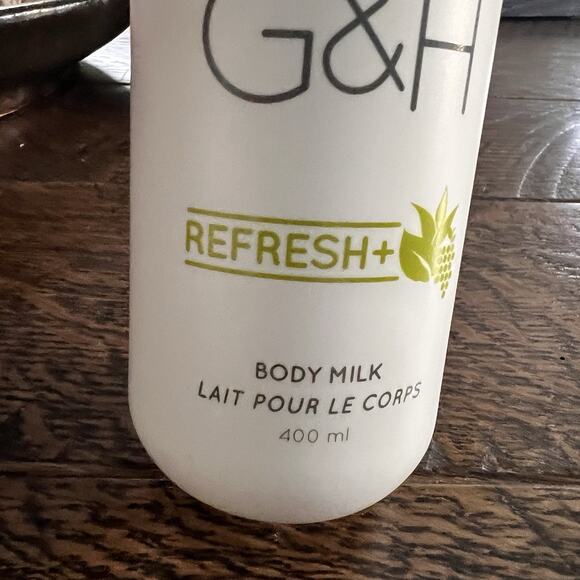 G&H
REFRESH+
BODY MILK
LAIT POUR LE CORPS
400 ml